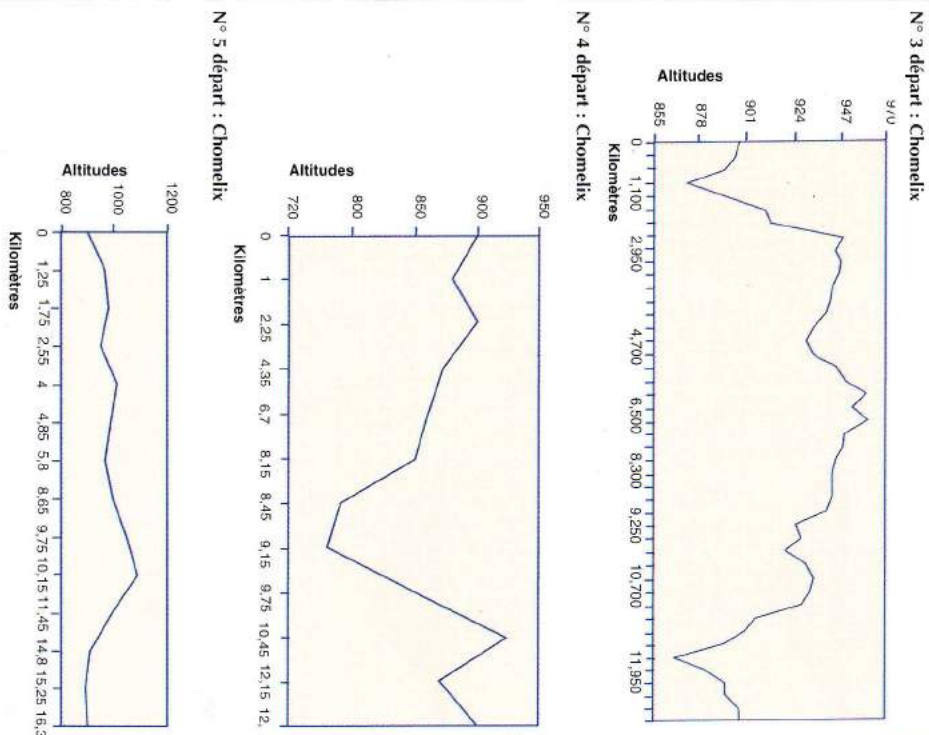 N° 3 départ : Chomelix
Altitudes
970
947
924
901
878
855
0 1,100 2,950 4,700 6,500 8,300 9,250 10,700 11,950
Kilomètres
N° 4 départ : Chomelix
Altitudes
950
900
850
800
720
0 1 2,25 4,35 6,7 8,15 8,45 9,15 9,75 10,45 12,15 12,
Kilomètres
N° 5 départ : Chomelix
Altitudes
1200
1000
800
0 1,25 1,75 2,55 4 4,85 5,8 8,65 9,75 10,15 11,45 14,8 15,25 16,3
Kilomètres